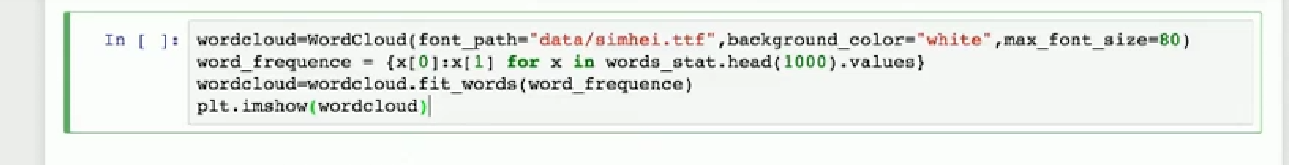 In [ ]: wordcloud=WordCloud(font_path="data/simhei.ttf",background_color="white",max_font_size=80)
word_frequence = {x[0]:x[1] for x in words_stat.head(1000).values}
wordcloud=wordcloud.fit_words(word_frequence)
plt.imshow(wordcloud)